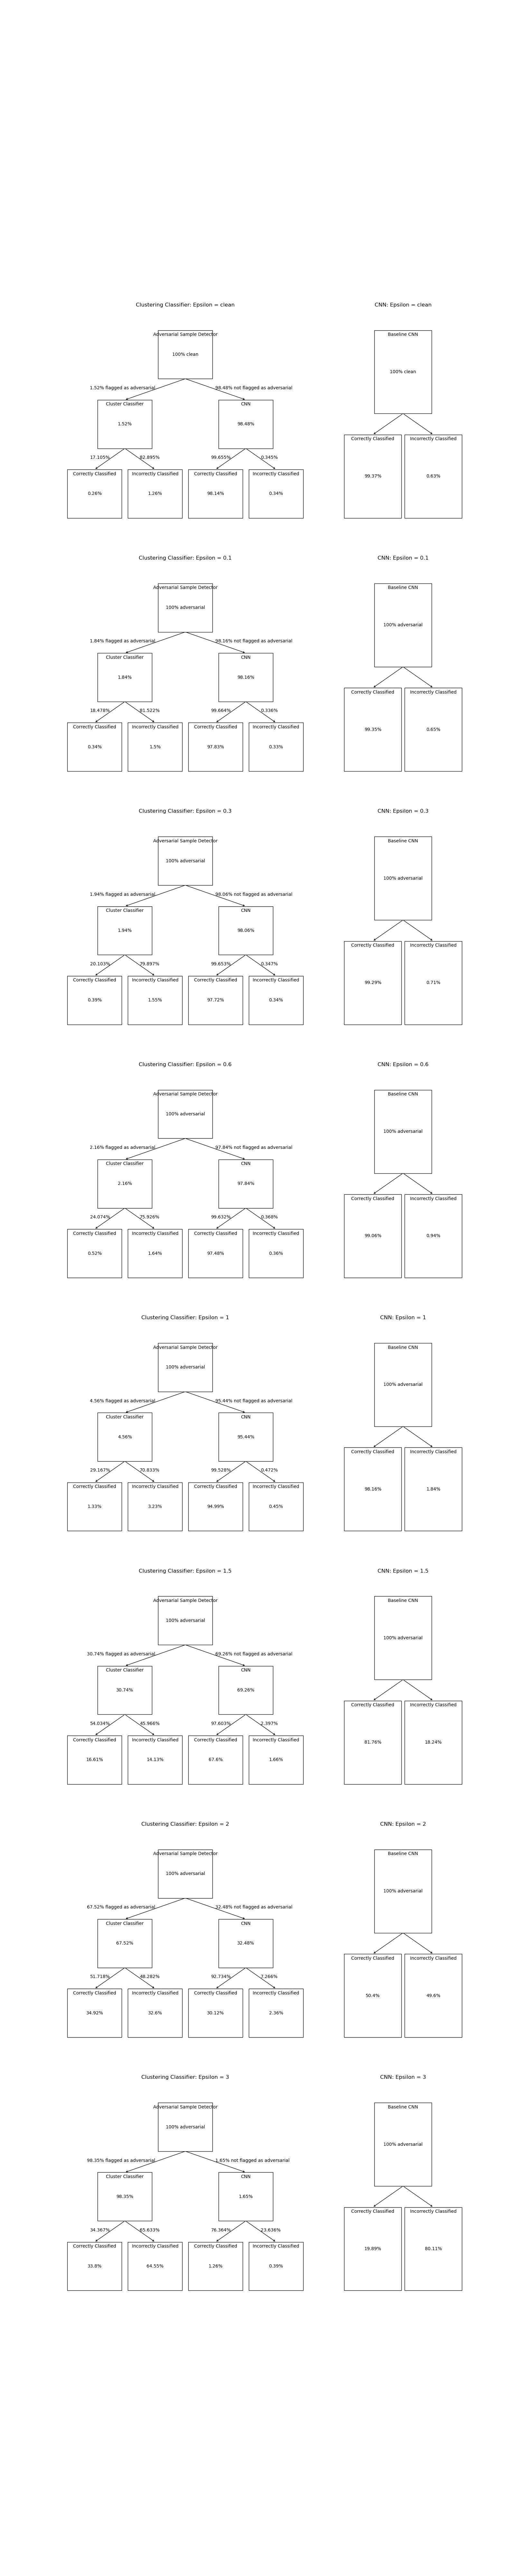 Clustering Classifier: Epsilon = clean
CNN: Epsilon = clean
Adversarial Sample Detector
Baseline CNN
100% clean
100% clean
1.52% flagged as adversarial
98.48% not flagged as adversarial
Cluster Classifier
CNN
1.52%
98.48%
Correctly Classified
Incorrectly Classified
17.105%
82.895%
99.655%
0.345%
Correctly Classified
Incorrectly Classified
Correctly Classified
Incorrectly Classified
99.37%
0.63%
0.26%
1.26%
98.14%
0.34%
Clustering Classifier: Epsilon = 0.1
CNN: Epsilon = 0.1
Adversarial Sample Detector
Baseline CNN
100% adversarial
100% adversarial
1.84% flagged as adversarial
98.16% not flagged as adversarial
Cluster Classifier
CNN
1.84%
98.16%
Correctly Classified
Incorrectly Classified
18.478%
81.522%
99.664%
0.336%
Correctly Classified
Incorrectly Classified
Correctly Classified
Incorrectly Classified
99.35%
0.65%
0.34%
1.5%
97.83%
0.33%
Clustering Classifier: Epsilon = 0.3
CNN: Epsilon = 0.3
Adversarial Sample Detector
Baseline CNN
100% adversarial
100% adversarial
1.94% flagged as adversarial
98.06% not flagged as adversarial
Cluster Classifier
CNN
1.94%
98.06%
Correctly Classified
Incorrectly Classified
20.103%
79.897%
99.653%
0.347%
Correctly Classified
Incorrectly Classified
Correctly Classified
Incorrectly Classified
99.29%
0.71%
0.39%
1.55%
97.72%
0.34%
Clustering Classifier: Epsilon = 0.6
CNN: Epsilon = 0.6
Adversarial Sample Detector
Baseline CNN
100% adversarial
100% adversarial
2.16% flagged as adversarial
97.84% not flagged as adversarial
Cluster Classifier
CNN
2.16%
97.84%
Correctly Classified
Incorrectly Classified
24.074%
75.926%
99.632%
0.368%
Correctly Classified
Incorrectly Classified
Correctly Classified
Incorrectly Classified
99.06%
0.94%
0.52%
1.64%
97.48%
0.36%
Clustering Classifier: Epsilon = 1
CNN: Epsilon = 1
Adversarial Sample Detector
Baseline CNN
100% adversarial
100% adversarial
4.56% flagged as adversarial
95.44% not flagged as adversarial
Cluster Classifier
CNN
4.56%
95.44%
Correctly Classified
Incorrectly Classified
29.167%
70.833%
99.528%
0.472%
Correctly Classified
Incorrectly Classified
Correctly Classified
Incorrectly Classified
98.16%
1.84%
1.33%
3.23%
94.99%
0.45%
Clustering Classifier: Epsilon = 1.5
CNN: Epsilon = 1.5
Adversarial Sample Detector
Baseline CNN
100% adversarial
100% adversarial
30.74% flagged as adversarial
69.26% not flagged as adversarial
Cluster Classifier
CNN
30.74%
69.26%
Correctly Classified
Incorrectly Classified
54.034%
45.966%
97.603%
2.397%
Correctly Classified
Incorrectly Classified
Correctly Classified
Incorrectly Classified
81.76%
18.24%
16.61%
14.13%
67.6%
1.66%
Clustering Classifier: Epsilon = 2
CNN: Epsilon = 2
Adversarial Sample Detector
Baseline CNN
100% adversarial
100% adversarial
67.52% flagged as adversarial
32.48% not flagged as adversarial
Cluster Classifier
CNN
67.52%
32.48%
Correctly Classified
Incorrectly Classified
51.718%
48.282%
92.734%
7.266%
Correctly Classified
Incorrectly Classified
Correctly Classified
Incorrectly Classified
50.4%
49.6%
34.92%
32.6%
30.12%
2.36%
Clustering Classifier: Epsilon = 3
CNN: Epsilon = 3
Adversarial Sample Detector
Baseline CNN
100% adversarial
100% adversarial
98.35% flagged as adversarial
1.65% not flagged as adversarial
Cluster Classifier
CNN
98.35%
1.65%
Correctly Classified
Incorrectly Classified
34.367%
65.633%
76.364%
23.636%
Correctly Classified
Incorrectly Classified
Correctly Classified
Incorrectly Classified
19.89%
80.11%
33.8%
64.55%
1.26%
0.39%